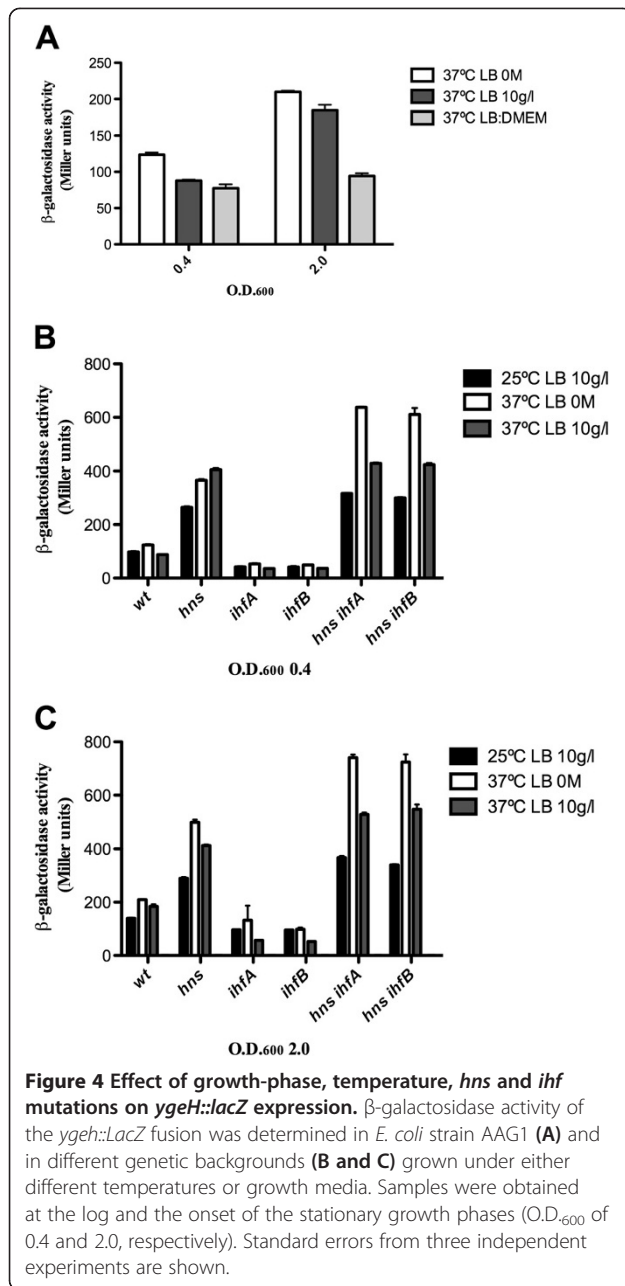 A
β-galactosidase activity
(Miller units)
250
200
150
100
50
0
0.4
2.0
O.D.600
37ºC LB 0M
37ºC LB 10g/l
37ºC LB:DMEM
B
β-galactosidase activity
(Miller units)
800
600
400
200
0
wt
hns
ihfA
ihfB
hns ihfA
hns ihfB
O.D.600 0.4
25ºC LB 10g/l
37ºC LB 0M
37ºC LB 10g/l
C
β-galactosidase activity
(Miller units)
800
600
400
200
0
wt
hns
ihfA
ihfB
hns ihfA
hns ihfB
O.D.600 2.0
25ºC LB 10g/l
37ºC LB 0M
37ºC LB 10g/l
Figure 4 Effect of growth-phase, temperature, hns and ihf
mutations on ygeH::lacZ expression. β-galactosidase activity of
the ygeh::LacZ fusion was determined in E. coli strain AAG1 (A) and
in different genetic backgrounds (B and C) grown under either
different temperatures or growth media. Samples were obtained
at the log and the onset of the stationary growth phases (O.D.600 of
0.4 and 2.0, respectively). Standard errors from three independent
experiments are shown.